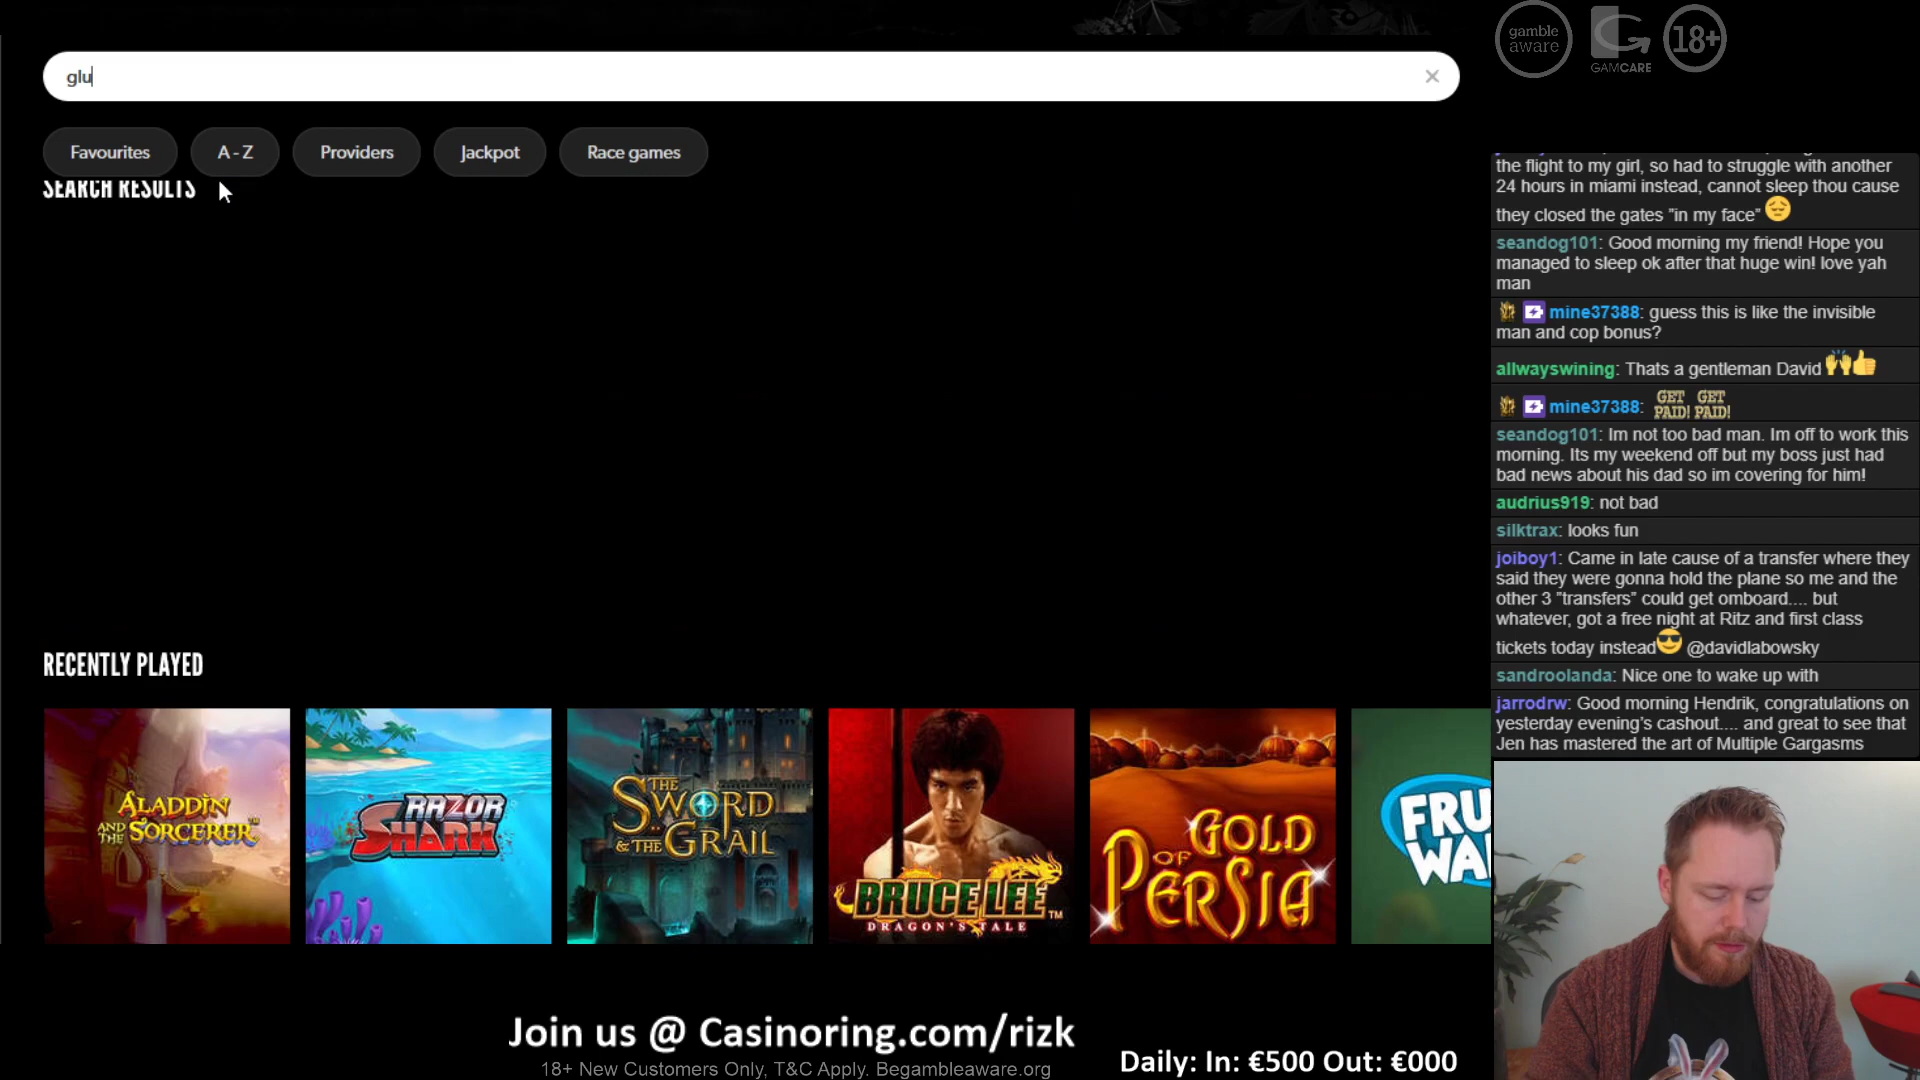 glu
Favourites
A - Z
Providers
Jackpot
Race games
SEARCH RESULTS
RECENTLY PLAYED
ALADDIN
AND THE SORCERER™
RAZOR
SHARK
THE
SWORD
& THE GRAIL
BRUCE LEE™
DRAGON'S TALE
GOLD
OF
PERSIA
FRU
WA
Join us @ Casinoring.com/rizk
18+ New Customers Only, T&C Apply. Begambleaware.org
Daily: In: €500 Out: €000
gamble
aware
GAMCARE
18+
the flight to my girl, so had to struggle with another
24 hours in miami instead, cannot sleep thou cause
they closed the gates "in my face"
seandog101: Good morning my friend! Hope you
managed to sleep ok after that huge win! love yah
man
mine37388: guess this is like the invisible
man and cop bonus?
allwayswining: Thats a gentleman David
mine37388: GET PAID! GET PAID!
seandog101: Im not too bad man. Im off to work this
morning. Its my weekend off but my boss just had
bad news about his dad so im covering for him!
audrius919: not bad
silktrax: looks fun
joiboy1: Came in late cause of a transfer where they
said they were gonna hold the plane so me and the
other 3 "transfers" could get omboard.... but
whatever, got a free night at Ritz and first class
tickets today instead @davidlabowsky
sandroolanda: Nice one to wake up with
jarrodrw: Good morning Hendrik, congratulations on
yesterday evening's cashout.... and great to see that
Jen has mastered the art of Multiple Gargasms